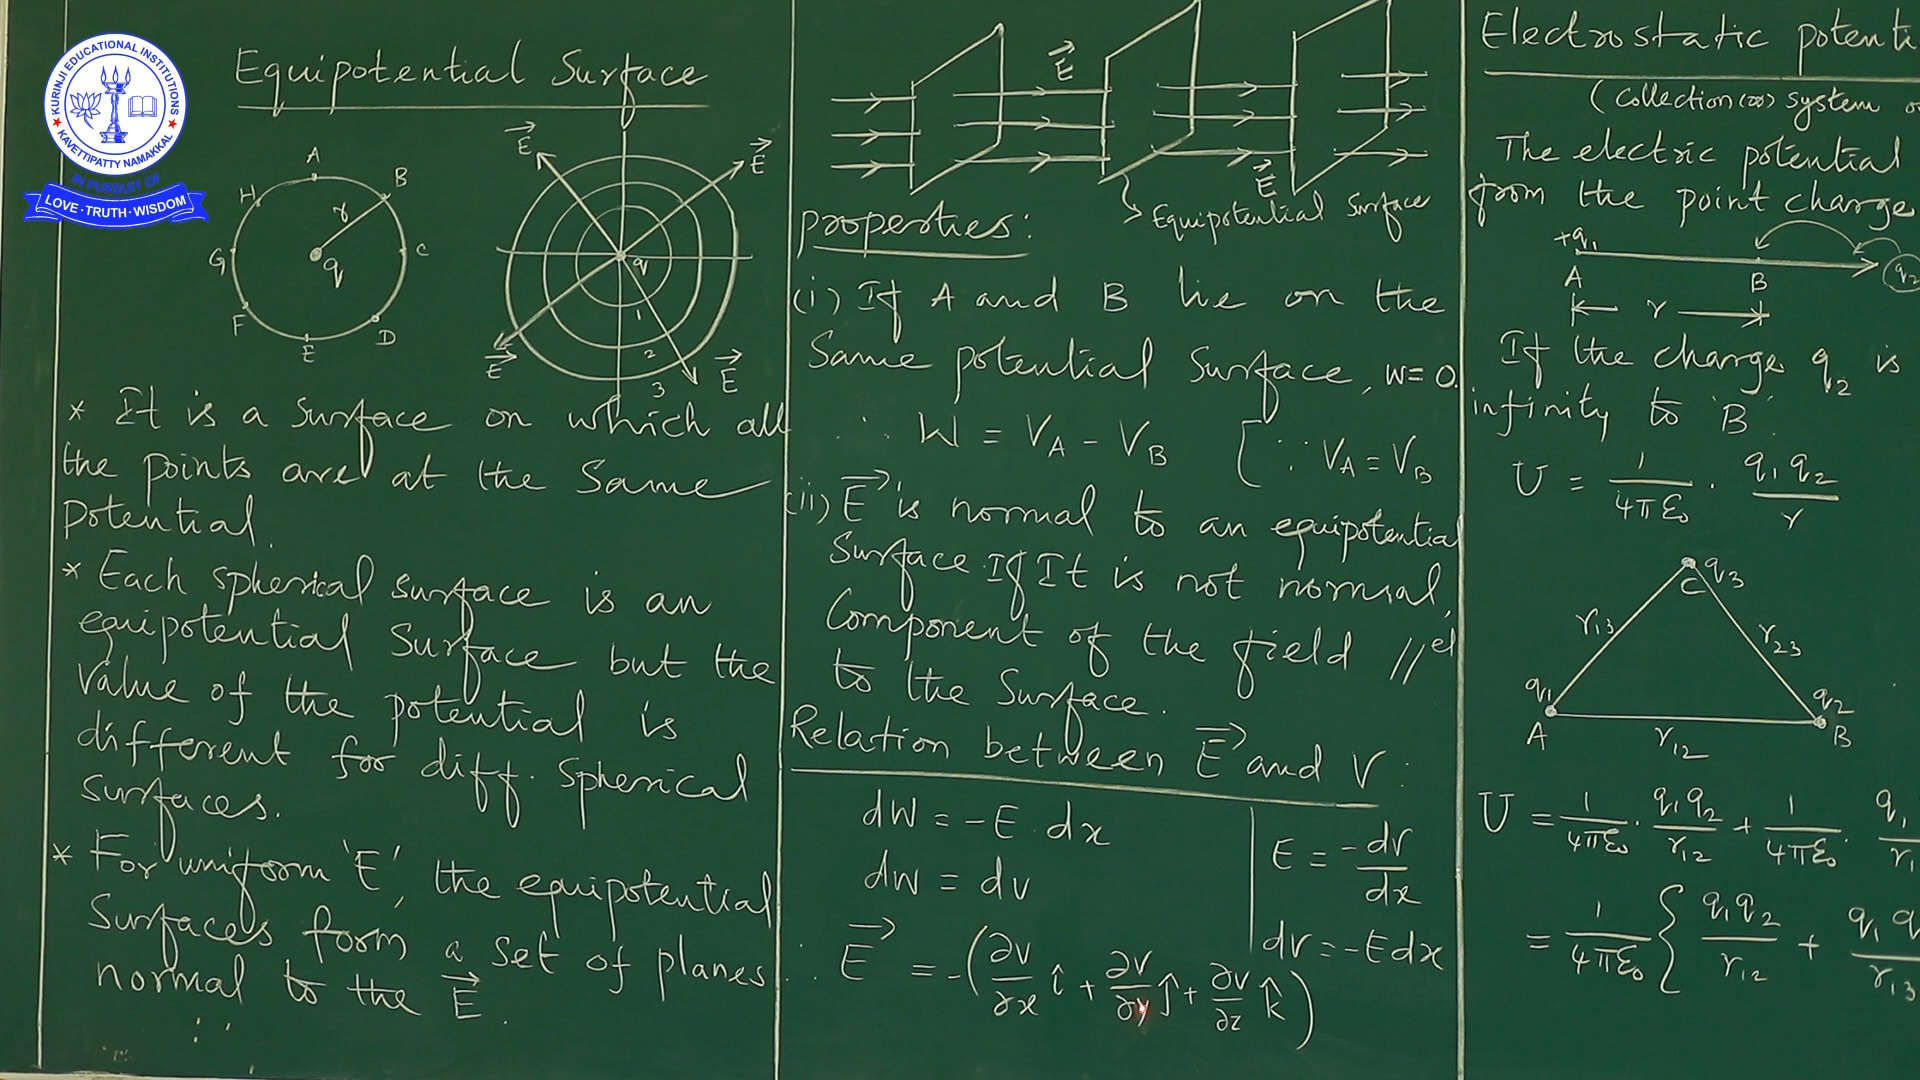 KURINJI EDUCATIONAL INSTITUTIONS
KAVETTIPATTY NAMAKKAL
IN PURSUIT OF
LOVE · TRUTH · WISDOM
Equipotential Surface
A
B
C
D
E
F
G
H
r
q
E→
E→
E→
E→
q
1
2
3
* It is a surface on which all
the points are at the same
potential.
* Each spherical surface is an
equipotential surface but the
value of the potential is
different for diff. spherical
surfaces.
* For uniform 'E', the equipotential
surfaces form a set of planes
normal to the E→.
E→
E→
Equipotential Surface
properties:
(i) If A and B lie on the
Same potential Surface, W=0.
∴ W = V_A - V_B [∵ V_A = V_B
(ii) E→ is normal to an equipotential
Surface. If It is not normal,
Component of the field //el
to the Surface.
Relation between E→ and V:
dW = -E dx
dW = dv
E = -dv/dx
dv = -Edx
∴ E→ = -(∂v/∂x î + ∂v/∂y ĵ + ∂v/∂z k̂)
Electrostatic potenti
(Collection (or) system o
The electric potential
from the point charge
+q₁
A
B
q₂
r
If the charge q₂ is
infinity to 'B'.
U = 1/4πε₀ · q₁q₂/r
C q₃
r₁₃
r₂₃
q₁
A
r₁₂
q₂
B
U = 1/4πε₀ · q₁q₂/r₁₂ + 1/4πε₀ · q₁
= 1/4πε₀ { q₁q₂/r₁₂ + q₁q/r₁₃